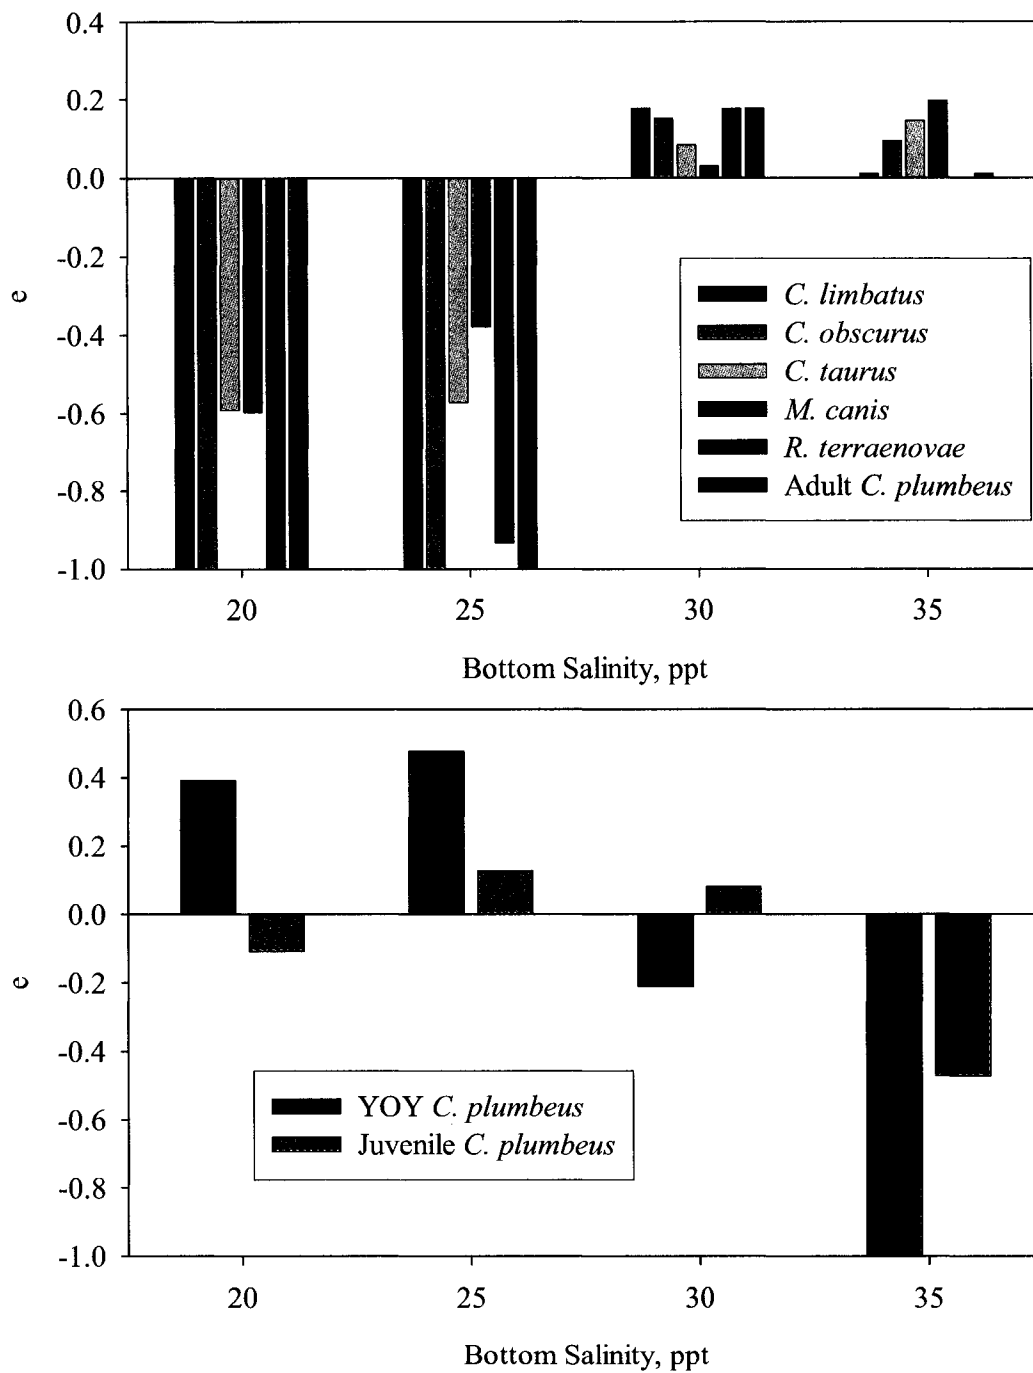 0.4
0.2
0.0
-0.2
-0.4
-0.6
-0.8
-1.0
e
C. limbatus
C. obscurus
C. taurus
M. canis
R. terraenovae
Adult C. plumbeus
20 25 30 35
Bottom Salinity, ppt
0.6
0.4
0.2
0.0
-0.2
-0.4
-0.6
-0.8
-1.0
e
YOY C. plumbeus
Juvenile C. plumbeus
20 25 30 35
Bottom Salinity, ppt